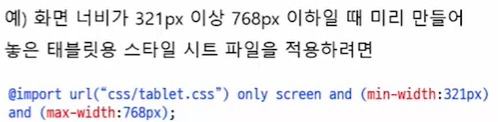 예) 화면 너비가 321px 이상 768px 이하일 때 미리 만들어
놓은 태블릿용 스타일 시트 파일을 적용하려면
@import url(“css/tablet.css”) only screen and (min-width:321px)
and (max-width:768px);